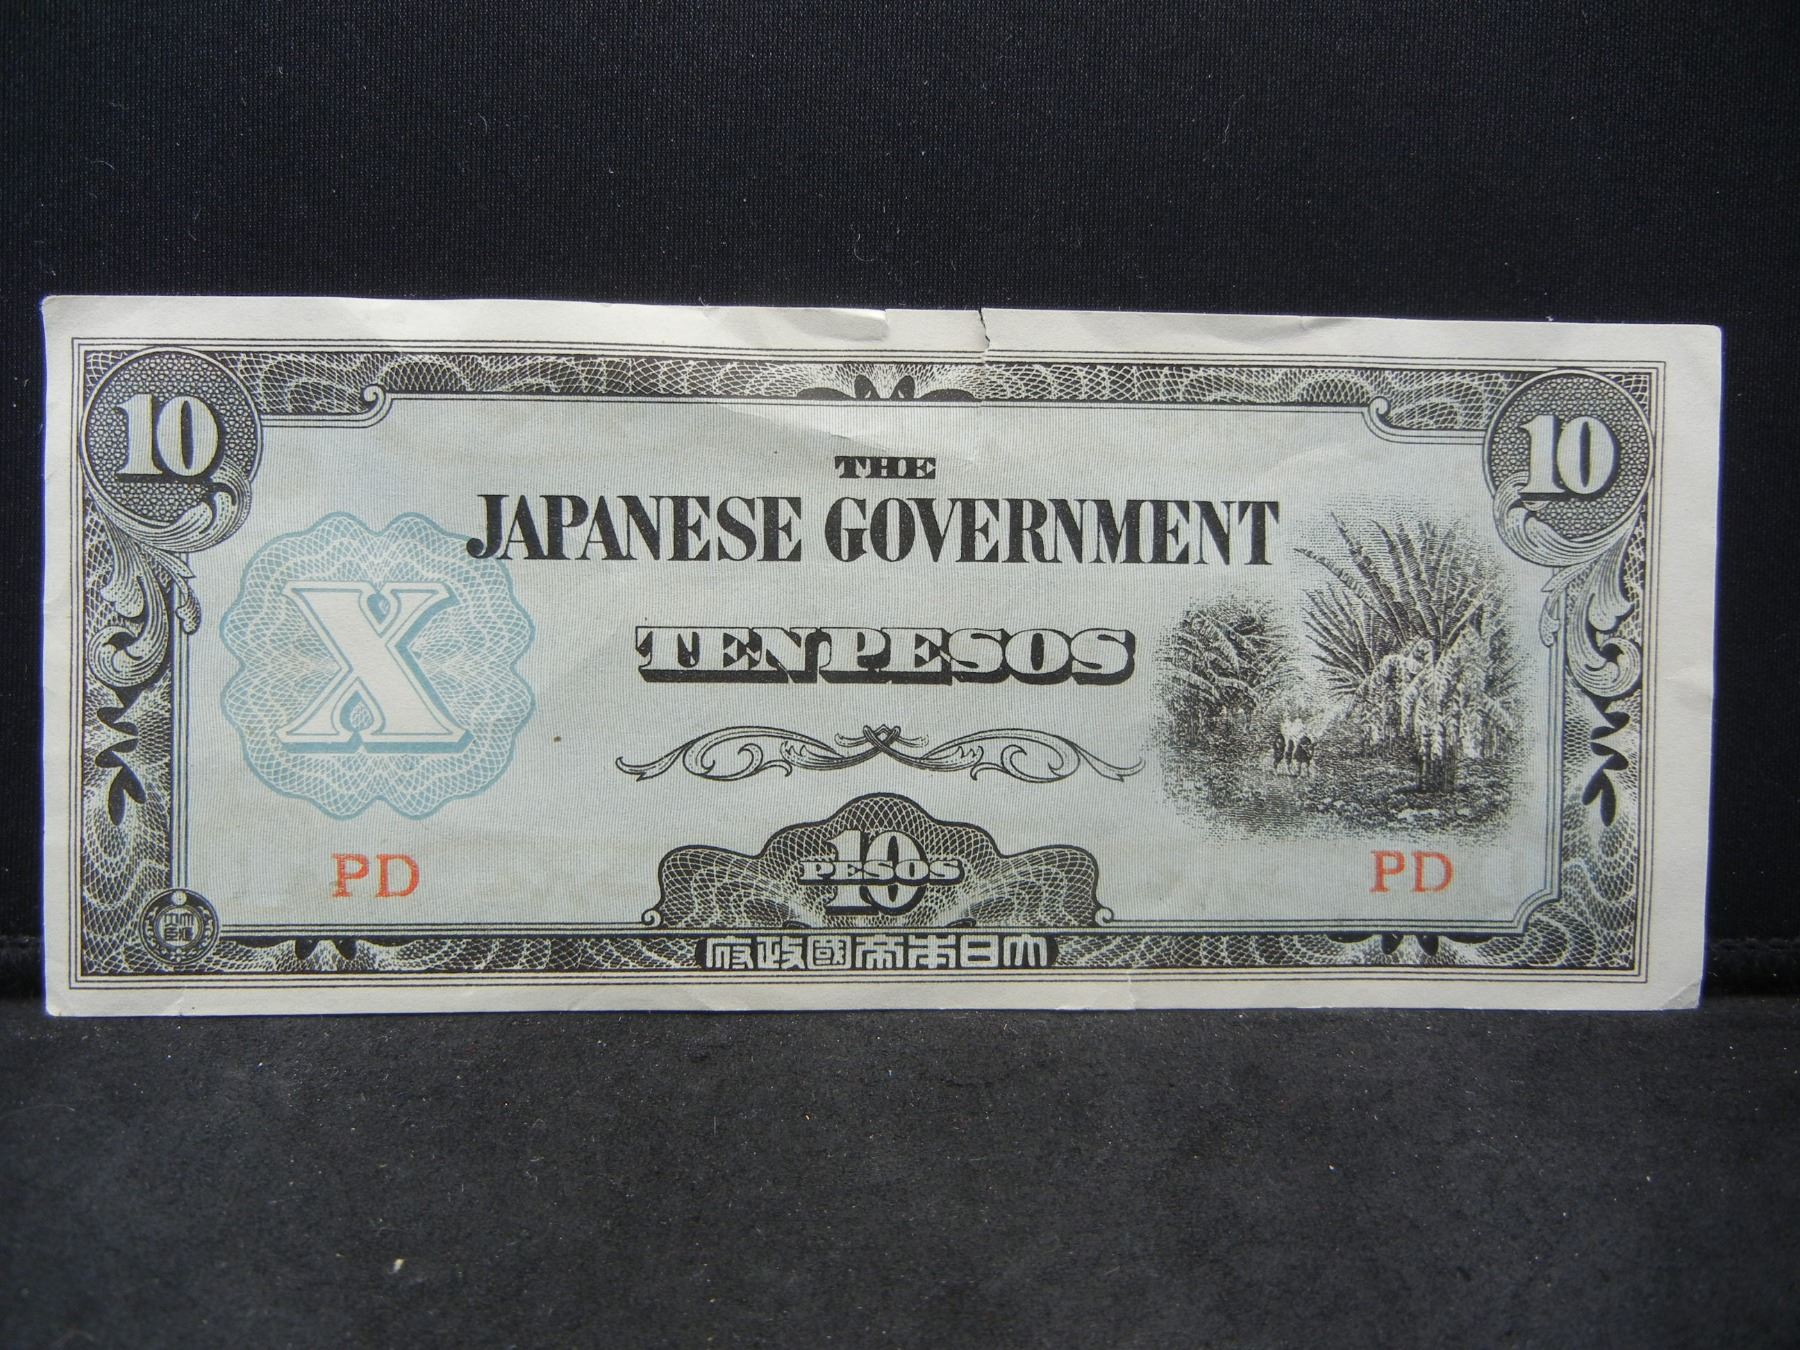 10
10
THE
JAPANESE GOVERNMENT
X
TEN PESOS
PD
PD
10
PESOS
府政國帝本日大